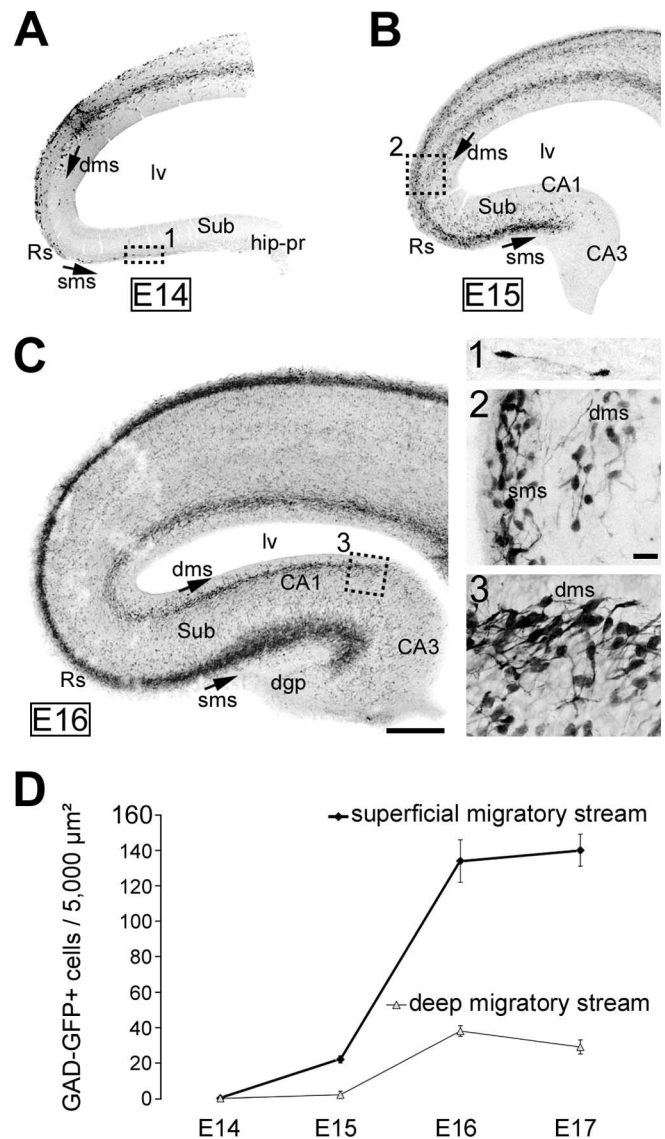 A
dms
lv
1
Sub
hip-pr
Rs
sms
E14
B
2
dms
lv
CA1
Sub
Rs
CA3
sms
E15
C
lv
3
dms
CA1
Sub
CA3
Rs
dgp
sms
E16
1
2
dms
sms
3
dms
D
GAD-GFP+ cells / 5,000 µm²
160
superficial migratory stream
140
120
100
80
60
deep migratory stream
40
20
0
E14 E15 E16 E17